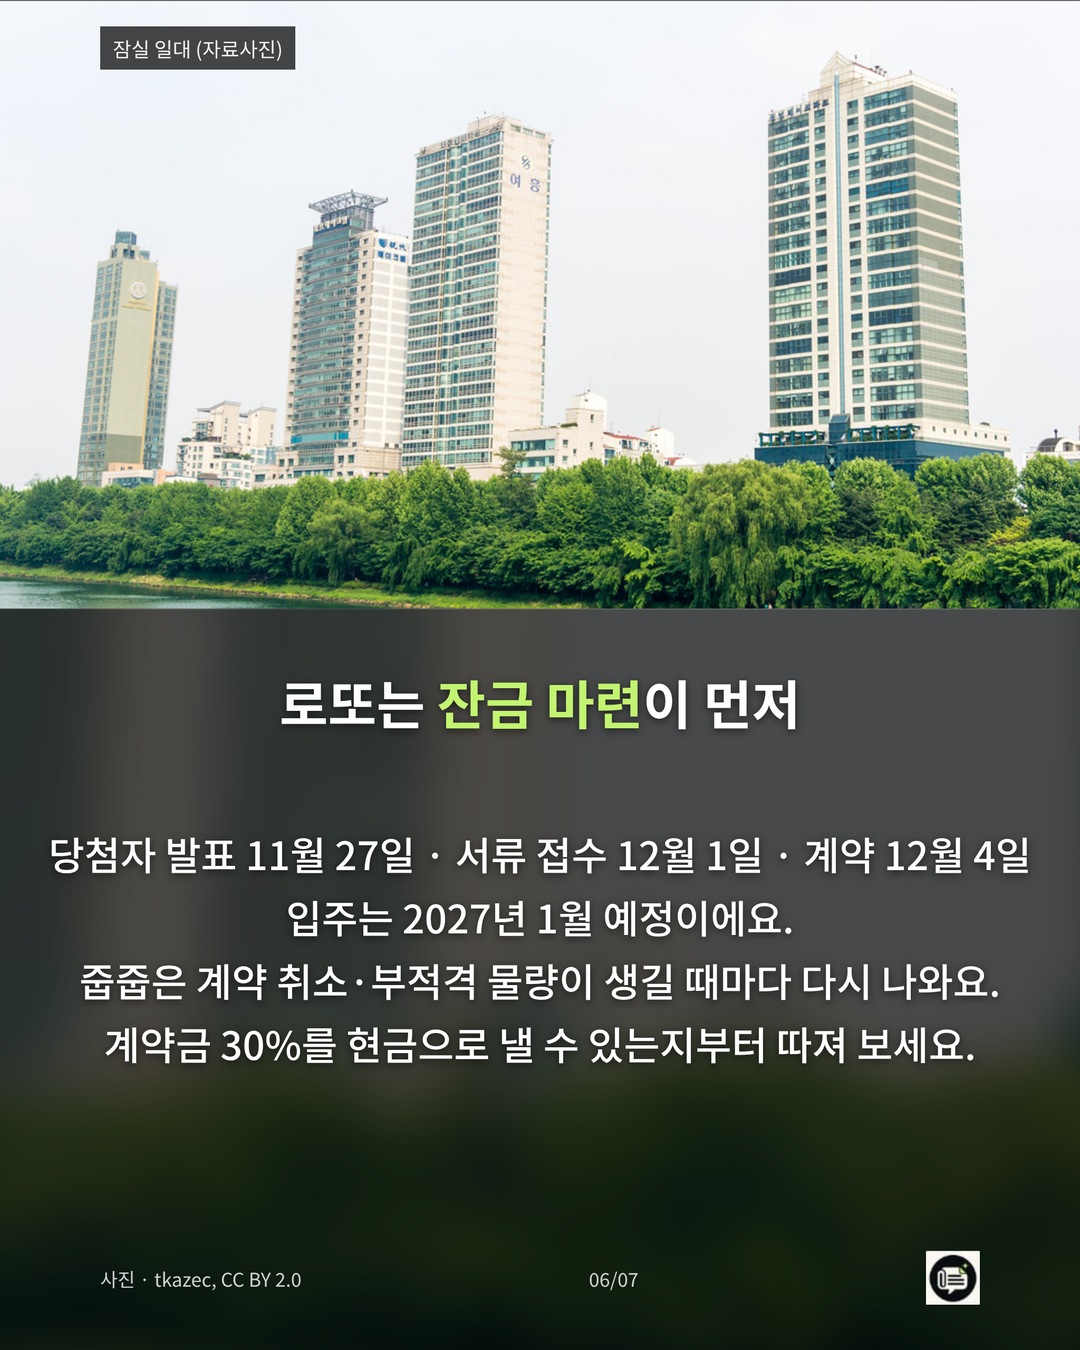 잠실 일대 (자료사진)
여흥
現代
로또는 잔금 마련이 먼저
당첨자 발표 11월 27일 · 서류 접수 12월 1일 · 계약 12월 4일
입주는 2027년 1월 예정이에요.
줍줍은 계약 취소·부적격 물량이 생길 때마다 다시 나와요.
계약금 30%를 현금으로 낼 수 있는지부터 따져 보세요.
사진 · tkazec, CC BY 2.0
06/07